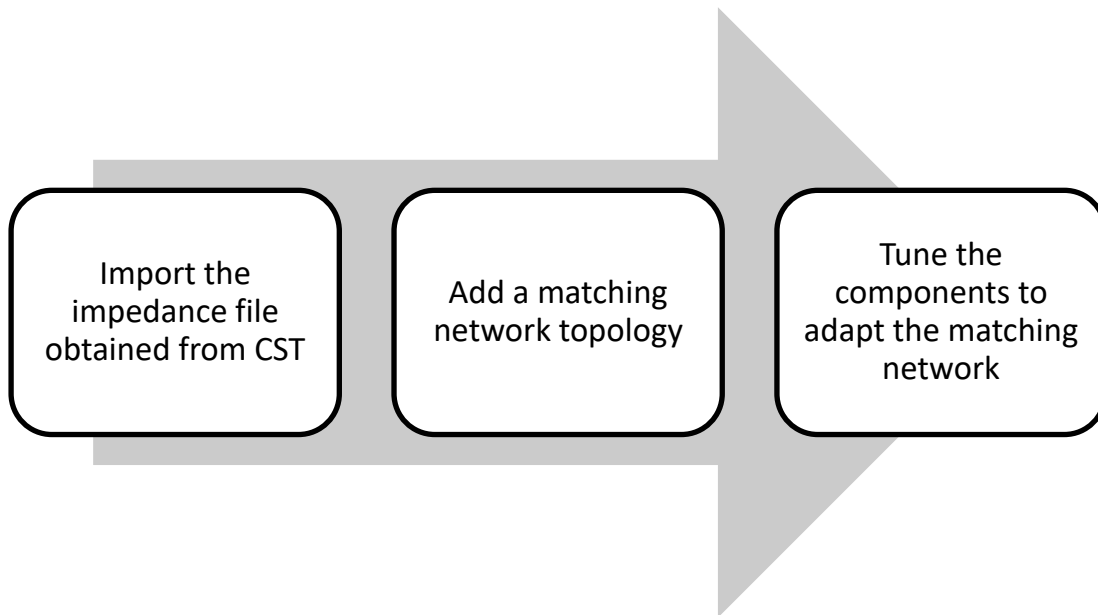 Import the
impedance file
obtained from CST
Add a matching
network topology
Tune the
components to
adapt the matching
network